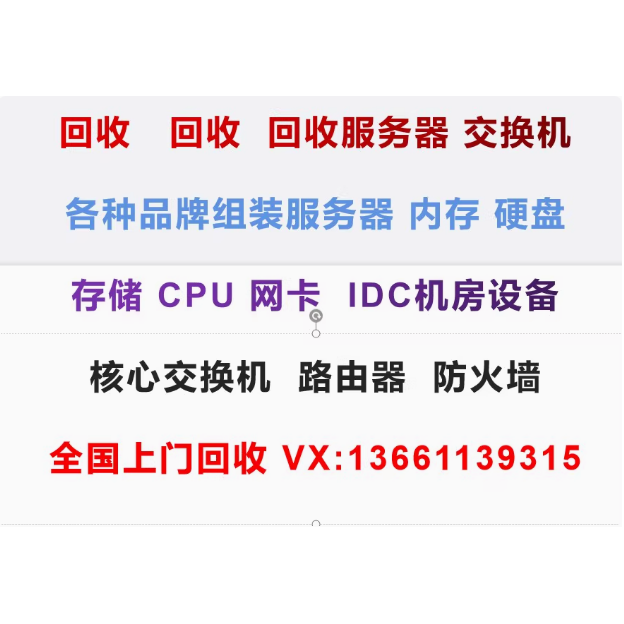 回收 回收 回收服务器 交换机
各种品牌组装服务器 内存 硬盘
存储 CPU 网卡 IDC机房设备
核心交换机 路由器 防火墙
全国上门回收 VX:13661139315